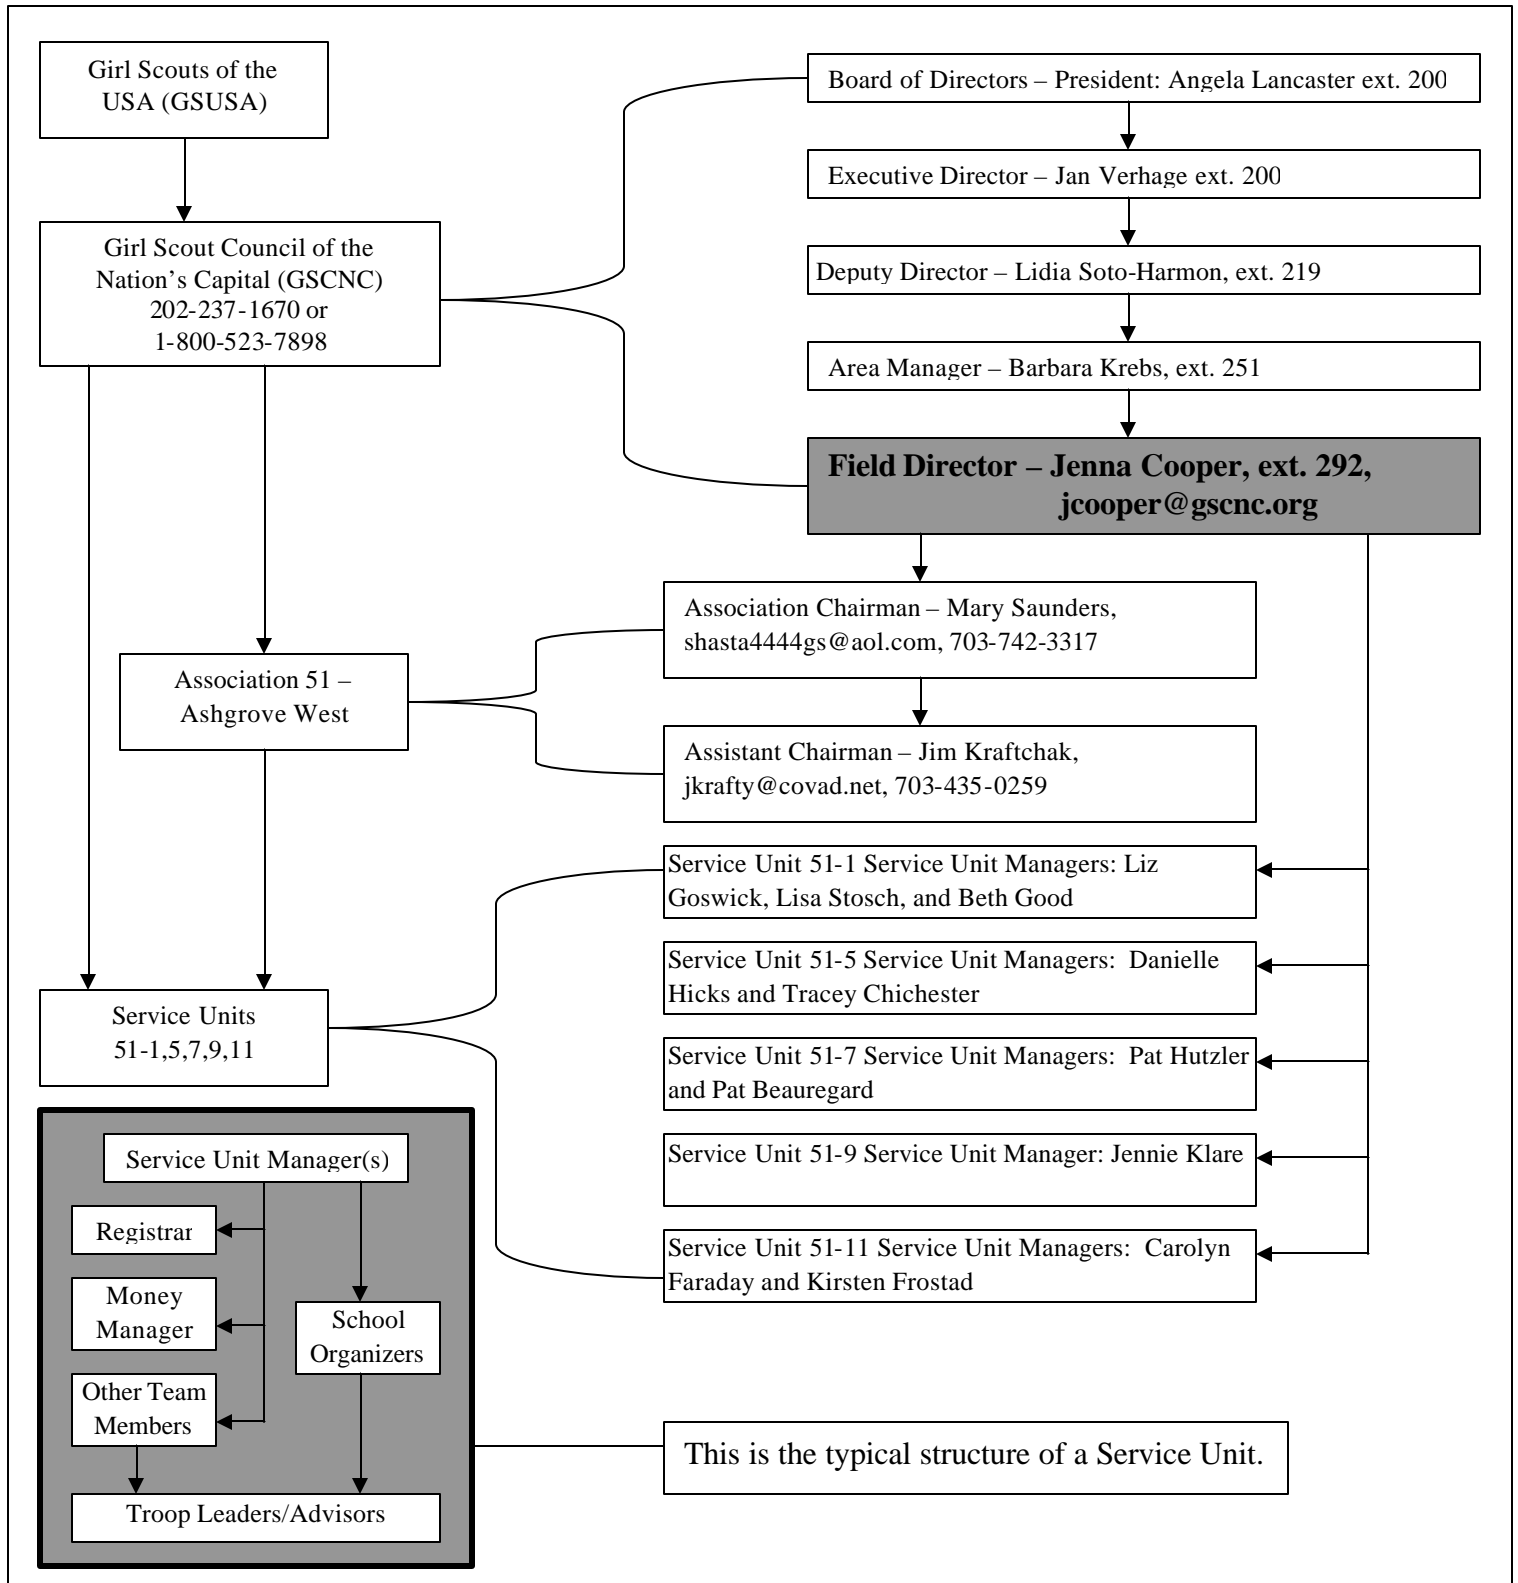 Girl Scouts of the
USA (GSUSA)
Board of Directors – President: Angela Lancaster ext. 200
Executive Director – Jan Verhage ext. 200
Girl Scout Council of the
Nation’s Capital (GSCNC)
202-237-1670 or
1-800-523-7898
Deputy Director – Lidia Soto-Harmon, ext. 219
Area Manager – Barbara Krebs, ext. 251
Field Director – Jenna Cooper, ext. 292,
jcooper@gscnc.org
Association Chairman – Mary Saunders,
shasta4444gs@aol.com, 703-742-3317
Association 51 –
Ashgrove West
Assistant Chairman – Jim Kraftchak,
jkrafty@covad.net, 703-435-0259
Service Unit 51-1 Service Unit Managers: Liz
Goswick, Lisa Stosch, and Beth Good
Service Unit 51-5 Service Unit Managers:  Danielle
Hicks and Tracey Chichester
Service Units
51-1,5,7,9,11
Service Unit 51-7 Service Unit Managers:  Pat Hutzler
and Pat Beauregard
Service Unit 51-9 Service Unit Manager: Jennie Klare
Service Unit 51-11 Service Unit Managers:  Carolyn
Faraday and Kirsten Frostad
Service Unit Manager(s)
Registrar
Money
Manager
School
Organizers
Other Team
Members
Troop Leaders/Advisors
This is the typical structure of a Service Unit.